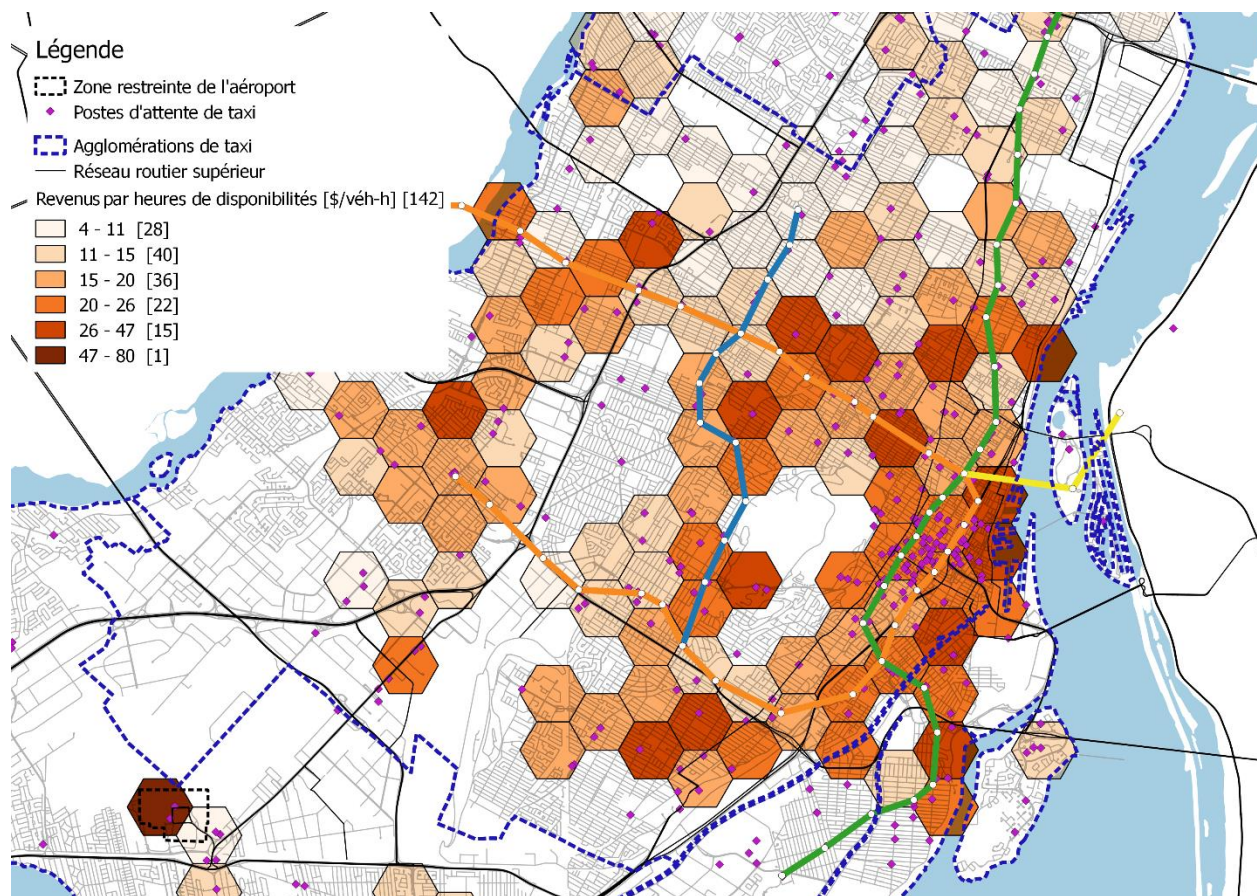 Légende
Zone restreinte de l'aéroport
Postes d'attente de taxi
Agglomérations de taxi
Réseau routier supérieur
Revenus par heures de disponibilités [$/véh-h] [142]
4 - 11 [28]
11 - 15 [40]
15 - 20 [36]
20 - 26 [22]
26 - 47 [15]
47 - 80 [1]